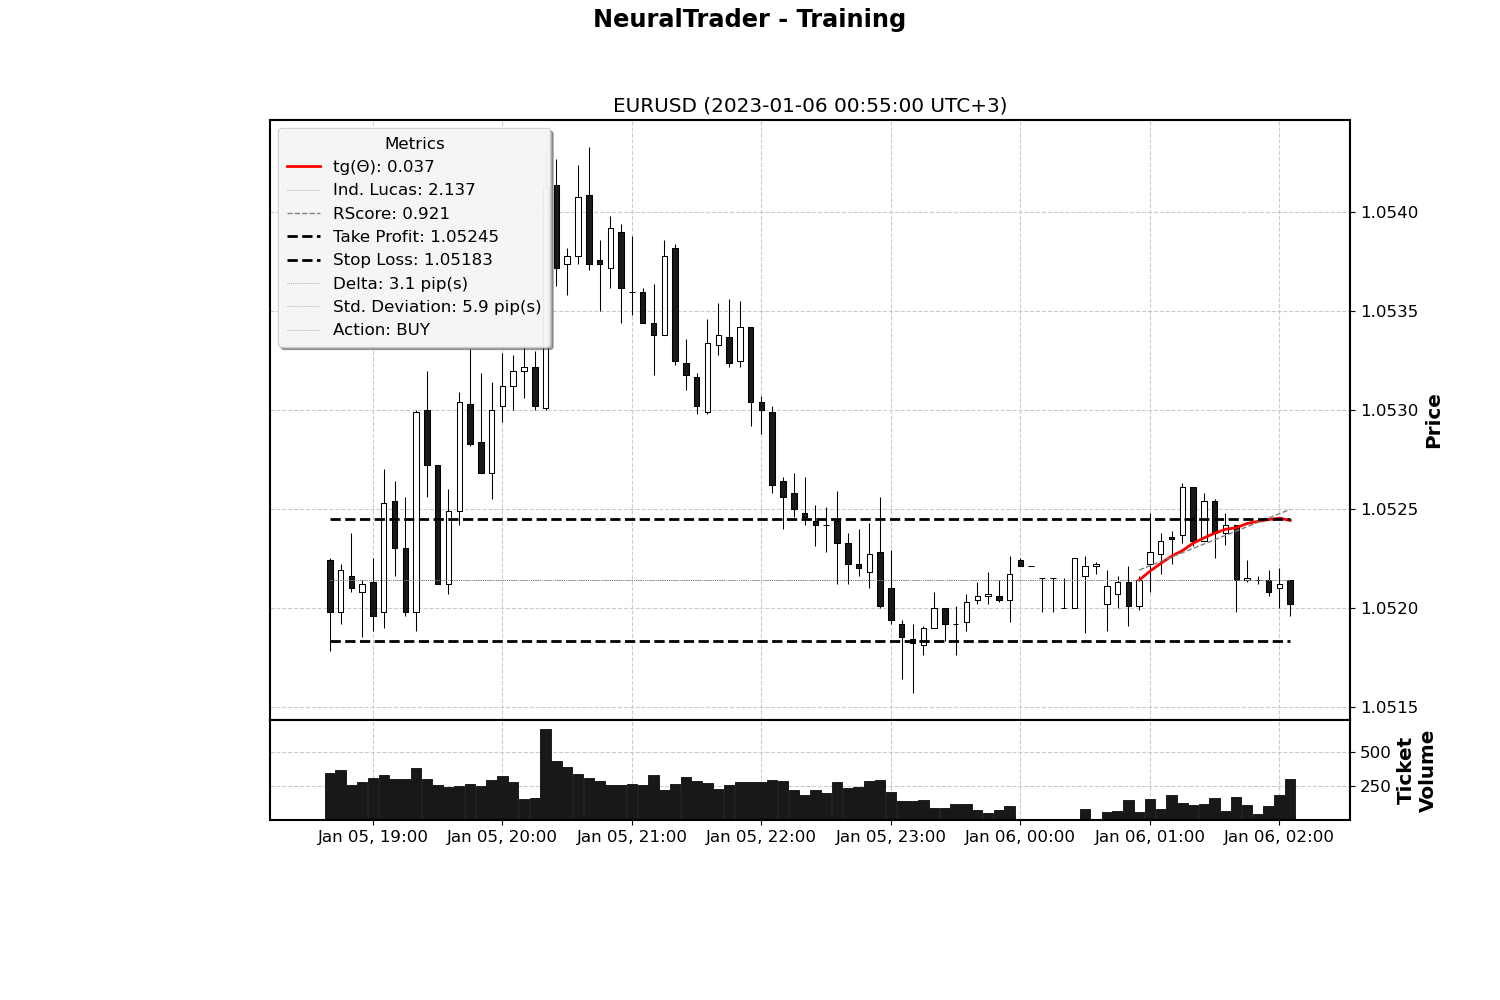 NeuralTrader - Training
EURUSD (2023-01-06 00:55:00 UTC+3)
Metrics
tg(Θ): 0.037
Ind. Lucas: 2.137
RScore: 0.921
Take Profit: 1.05245
Stop Loss: 1.05183
Delta: 3.1 pip(s)
Std. Deviation: 5.9 pip(s)
Action: BUY
1.0540
1.0535
1.0530
1.0525
1.0520
1.0515
Price
500
250
Ticket
Volume
Jan 05, 19:00
Jan 05, 20:00
Jan 05, 21:00
Jan 05, 22:00
Jan 05, 23:00
Jan 06, 00:00
Jan 06, 01:00
Jan 06, 02:00